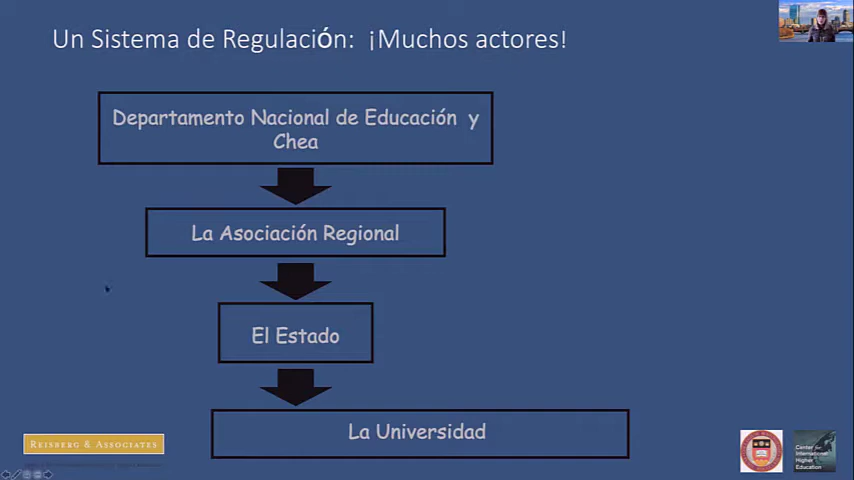 Un Sistema de Regulación: ¡Muchos actores!
Departamento Nacional de Educación y
Chea
La Asociación Regional
El Estado
La Universidad
REISBERG & ASSOCIATES
Center for
International
Higher
Education